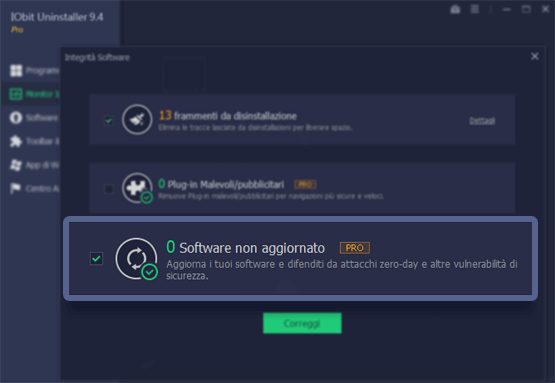 IObit Uninstaller 9.4
Pro
Integrità Software
Programmi
Monitor
Software
Toolbar
App di
Centro
13 frammenti da disinstallazione
Elimina le tracce lasciate da disinstallazioni per liberare spazio.
Dettagli
0 Plug-in Malevoli/pubblicitari PRO
Rimuove Plug-in malevoli/pubblicitari per navigazioni più sicure e veloci.
0 Software non aggiornato PRO
Aggiorna i tuoi software e difenditi da attacchi zero-day e altre vulnerabilità di
sicurezza.
Correggi